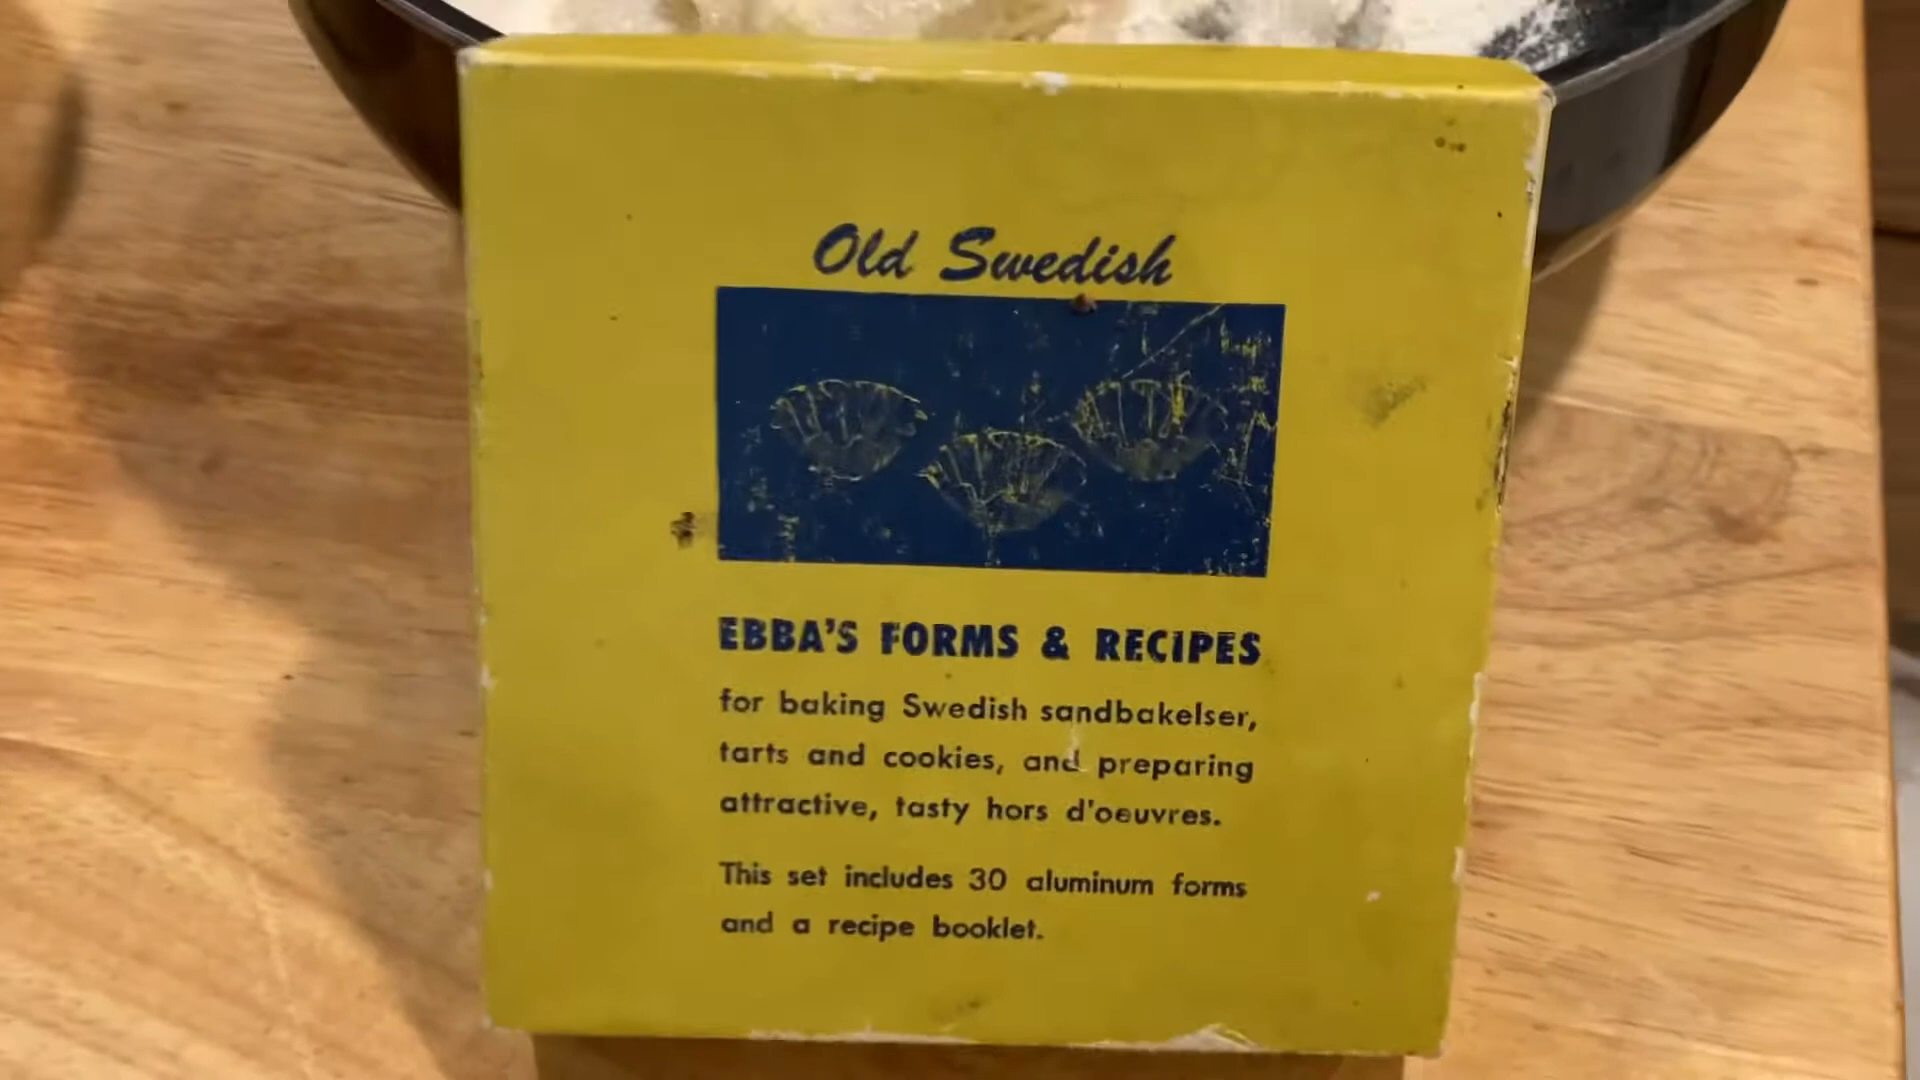 Old Swedish
EBBA'S FORMS & RECIPES
for baking Swedish sandbakelser,
tarts and cookies, and preparing
attractive, tasty hors d'oeuvres.
This set includes 30 aluminum forms
and a recipe booklet.